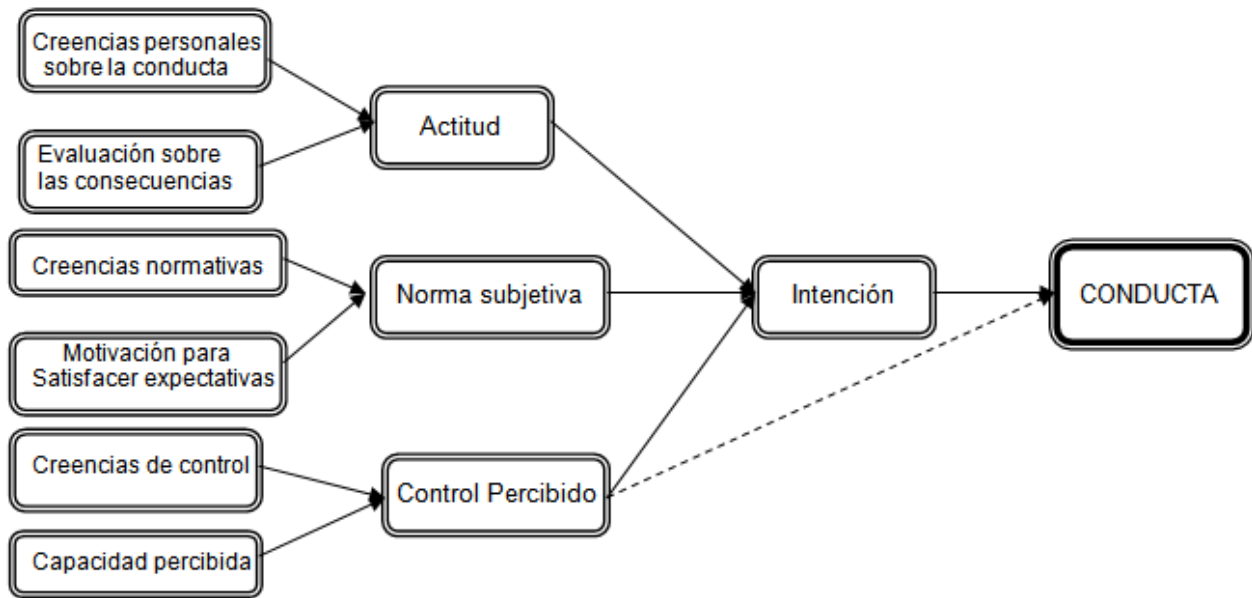 Creencias personales
sobre la conducta
Evaluación sobre
las consecuencias
Creencias normativas
Motivación para
Satisfacer expectativas
Creencias de control
Capacidad percibida
Actitud
Norma subjetiva
Control Percibido
Intención
CONDUCTA